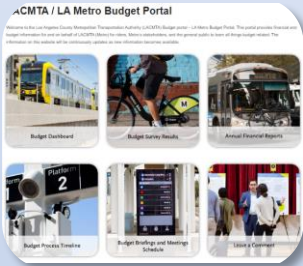 LACMTA / LA Metro Budget Portal
Welcome to the Los Angeles County Metropolitan Transportation Authority (LACMTA) Budget portal - LA Metro Budget Portal. This portal provides financial and
budget information for and on behalf of LACMTA (Metro) for riders, Metro's stakeholders, and the general public to learn all things budget related. The
information on this website will be continuously updated as new information becomes available.
M
Budget Dashboard
Budget Survey Results
Annual Financial Reports
Platform
2
Platform
Budget Process Timeline
Budget Briefings and Meetings
Schedule
Leave a Comment